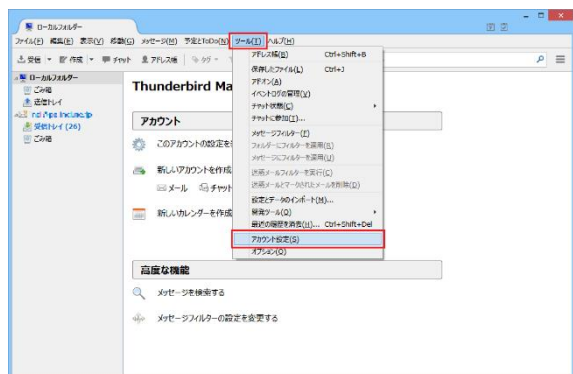 ローカルフォルダー
ファイル(F) 編集(E) 表示(V) 移動(G) メッセージ(M) 予定とToDo(N) ツール(T) ヘルプ(H)
受信 作成 チャット アドレス帳 タグ
ローカルフォルダー
ごみ箱
送信トレイ
受信トレイ (26)
ごみ箱
Thunderbird Ma
アカウント
このアカウントの設定を
新しいアカウントを作成
メール チャット
新しいカレンダーを作成
高度な機能
メッセージを検索する
メッセージフィルターの設定を変更する
アドレス帳(B) Ctrl+Shift+B
保存したファイル(L) Ctrl+J
アドオン(A)
イベントログの管理(V)
チャット状態(C)
チャットに参加(I)...
メッセージフィルター(F)
フォルダーにフィルターを適用(R)
メッセージにフィルターを適用(U)
迷惑メールフィルターを実行(C)
迷惑メールとマークされたメールを削除(D)
設定とデータのインポート(M)...
開発ツール(Q)
最近の履歴を消去(H)... Ctrl+Shift+Del
アカウント設定(S)
オプション(O)